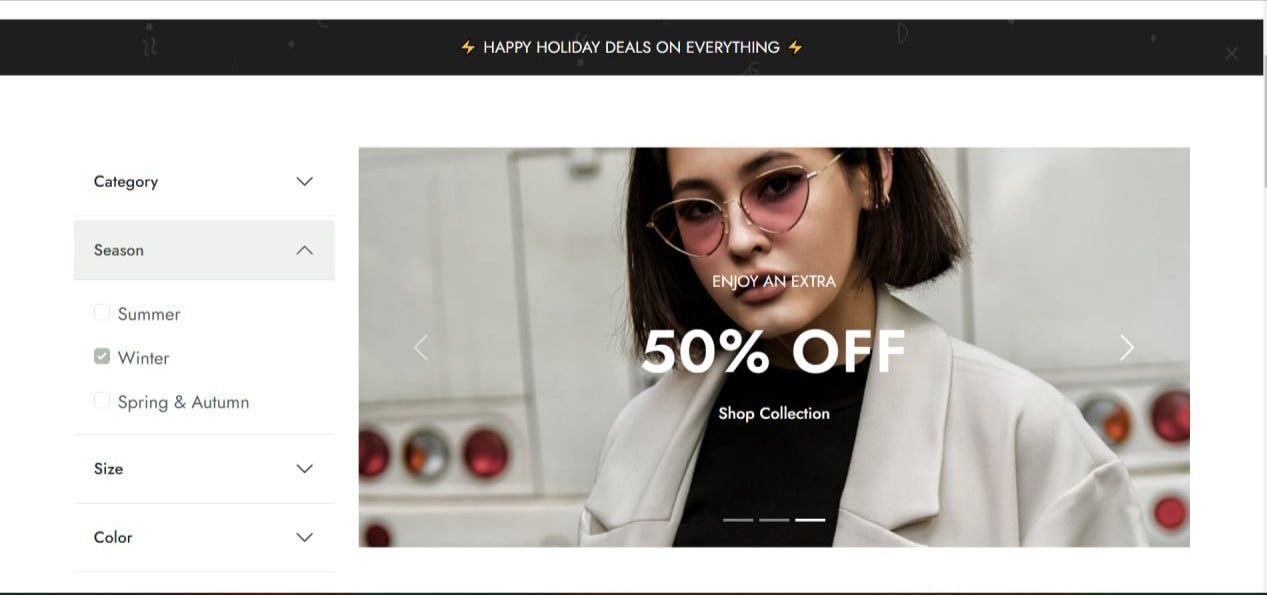 ⚡ HAPPY HOLIDAY DEALS ON EVERYTHING ⚡
Category
Season
Summer
Winter
Spring & Autumn
Size
Color
ENJOY AN EXTRA
50% OFF
Shop Collection